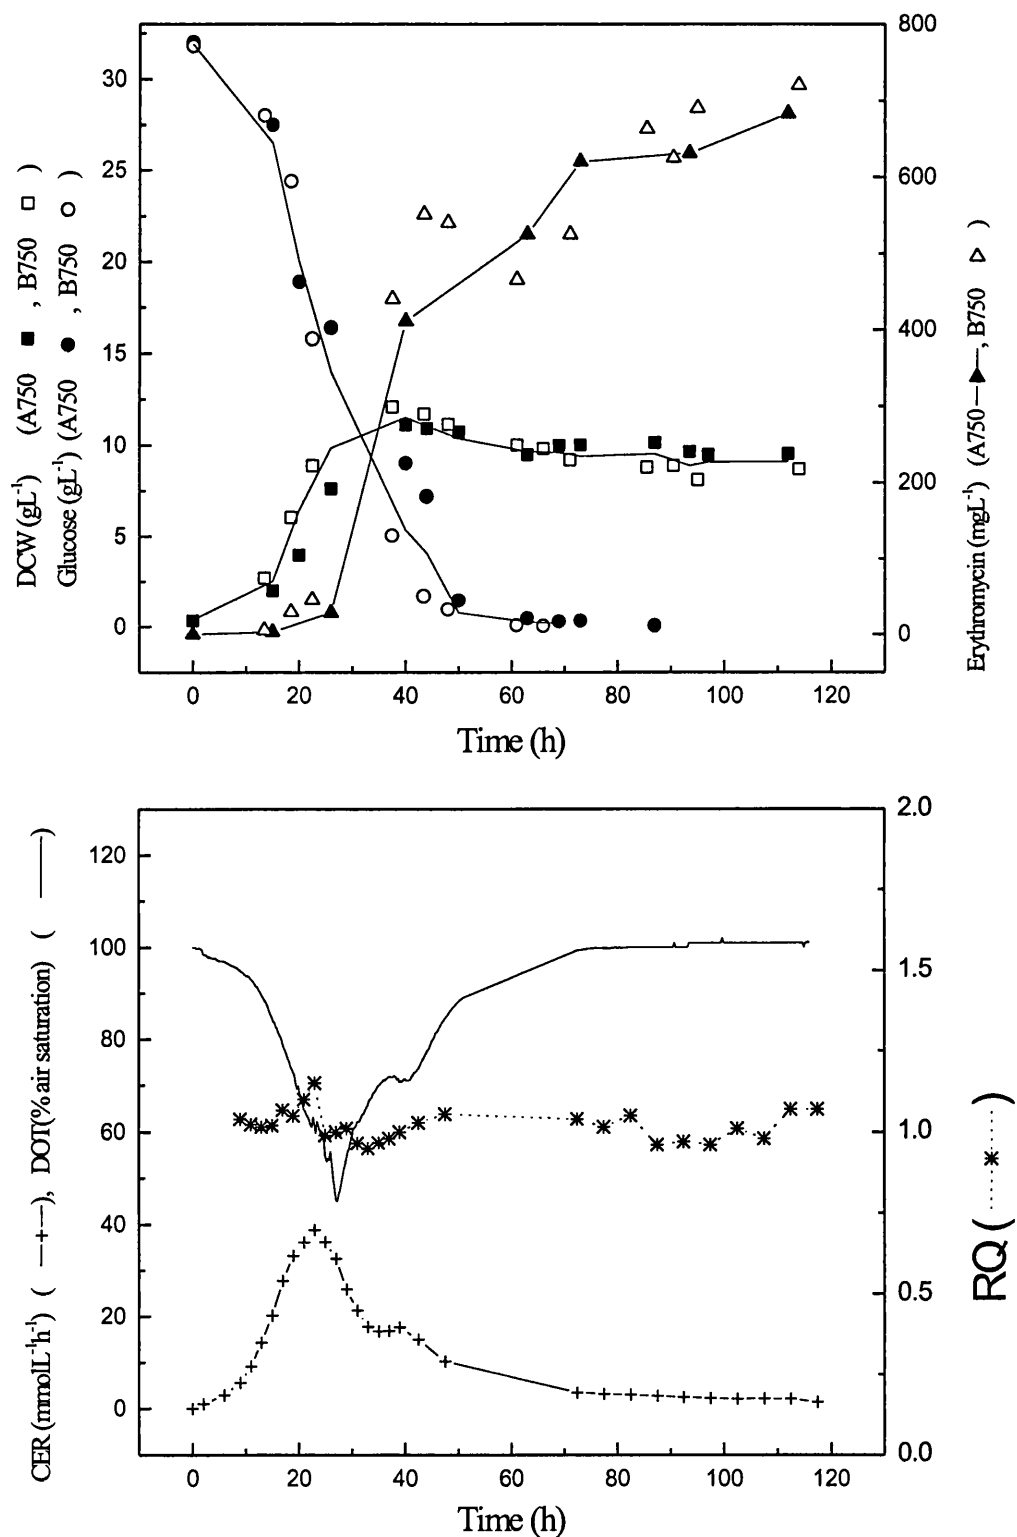 DCW (gL⁻¹) (A750 ■ , B750 □ )
Glucose (gL⁻¹) (A750 ● , B750 ○ )
30
25
20
15
10
5
0
800
600
400
200
0
Erythromycin (mgL⁻¹) (A750 —▲—, B750 △ )
0 20 40 60 80 100 120
Time (h)
CER (mmolL⁻¹h⁻¹) ( —+—), DOT(% air saturation) ( —— )
120
100
80
60
40
20
0
2.0
1.5
1.0
0.5
0.0
RQ ( ····✳···· )
0 20 40 60 80 100 120
Time (h)